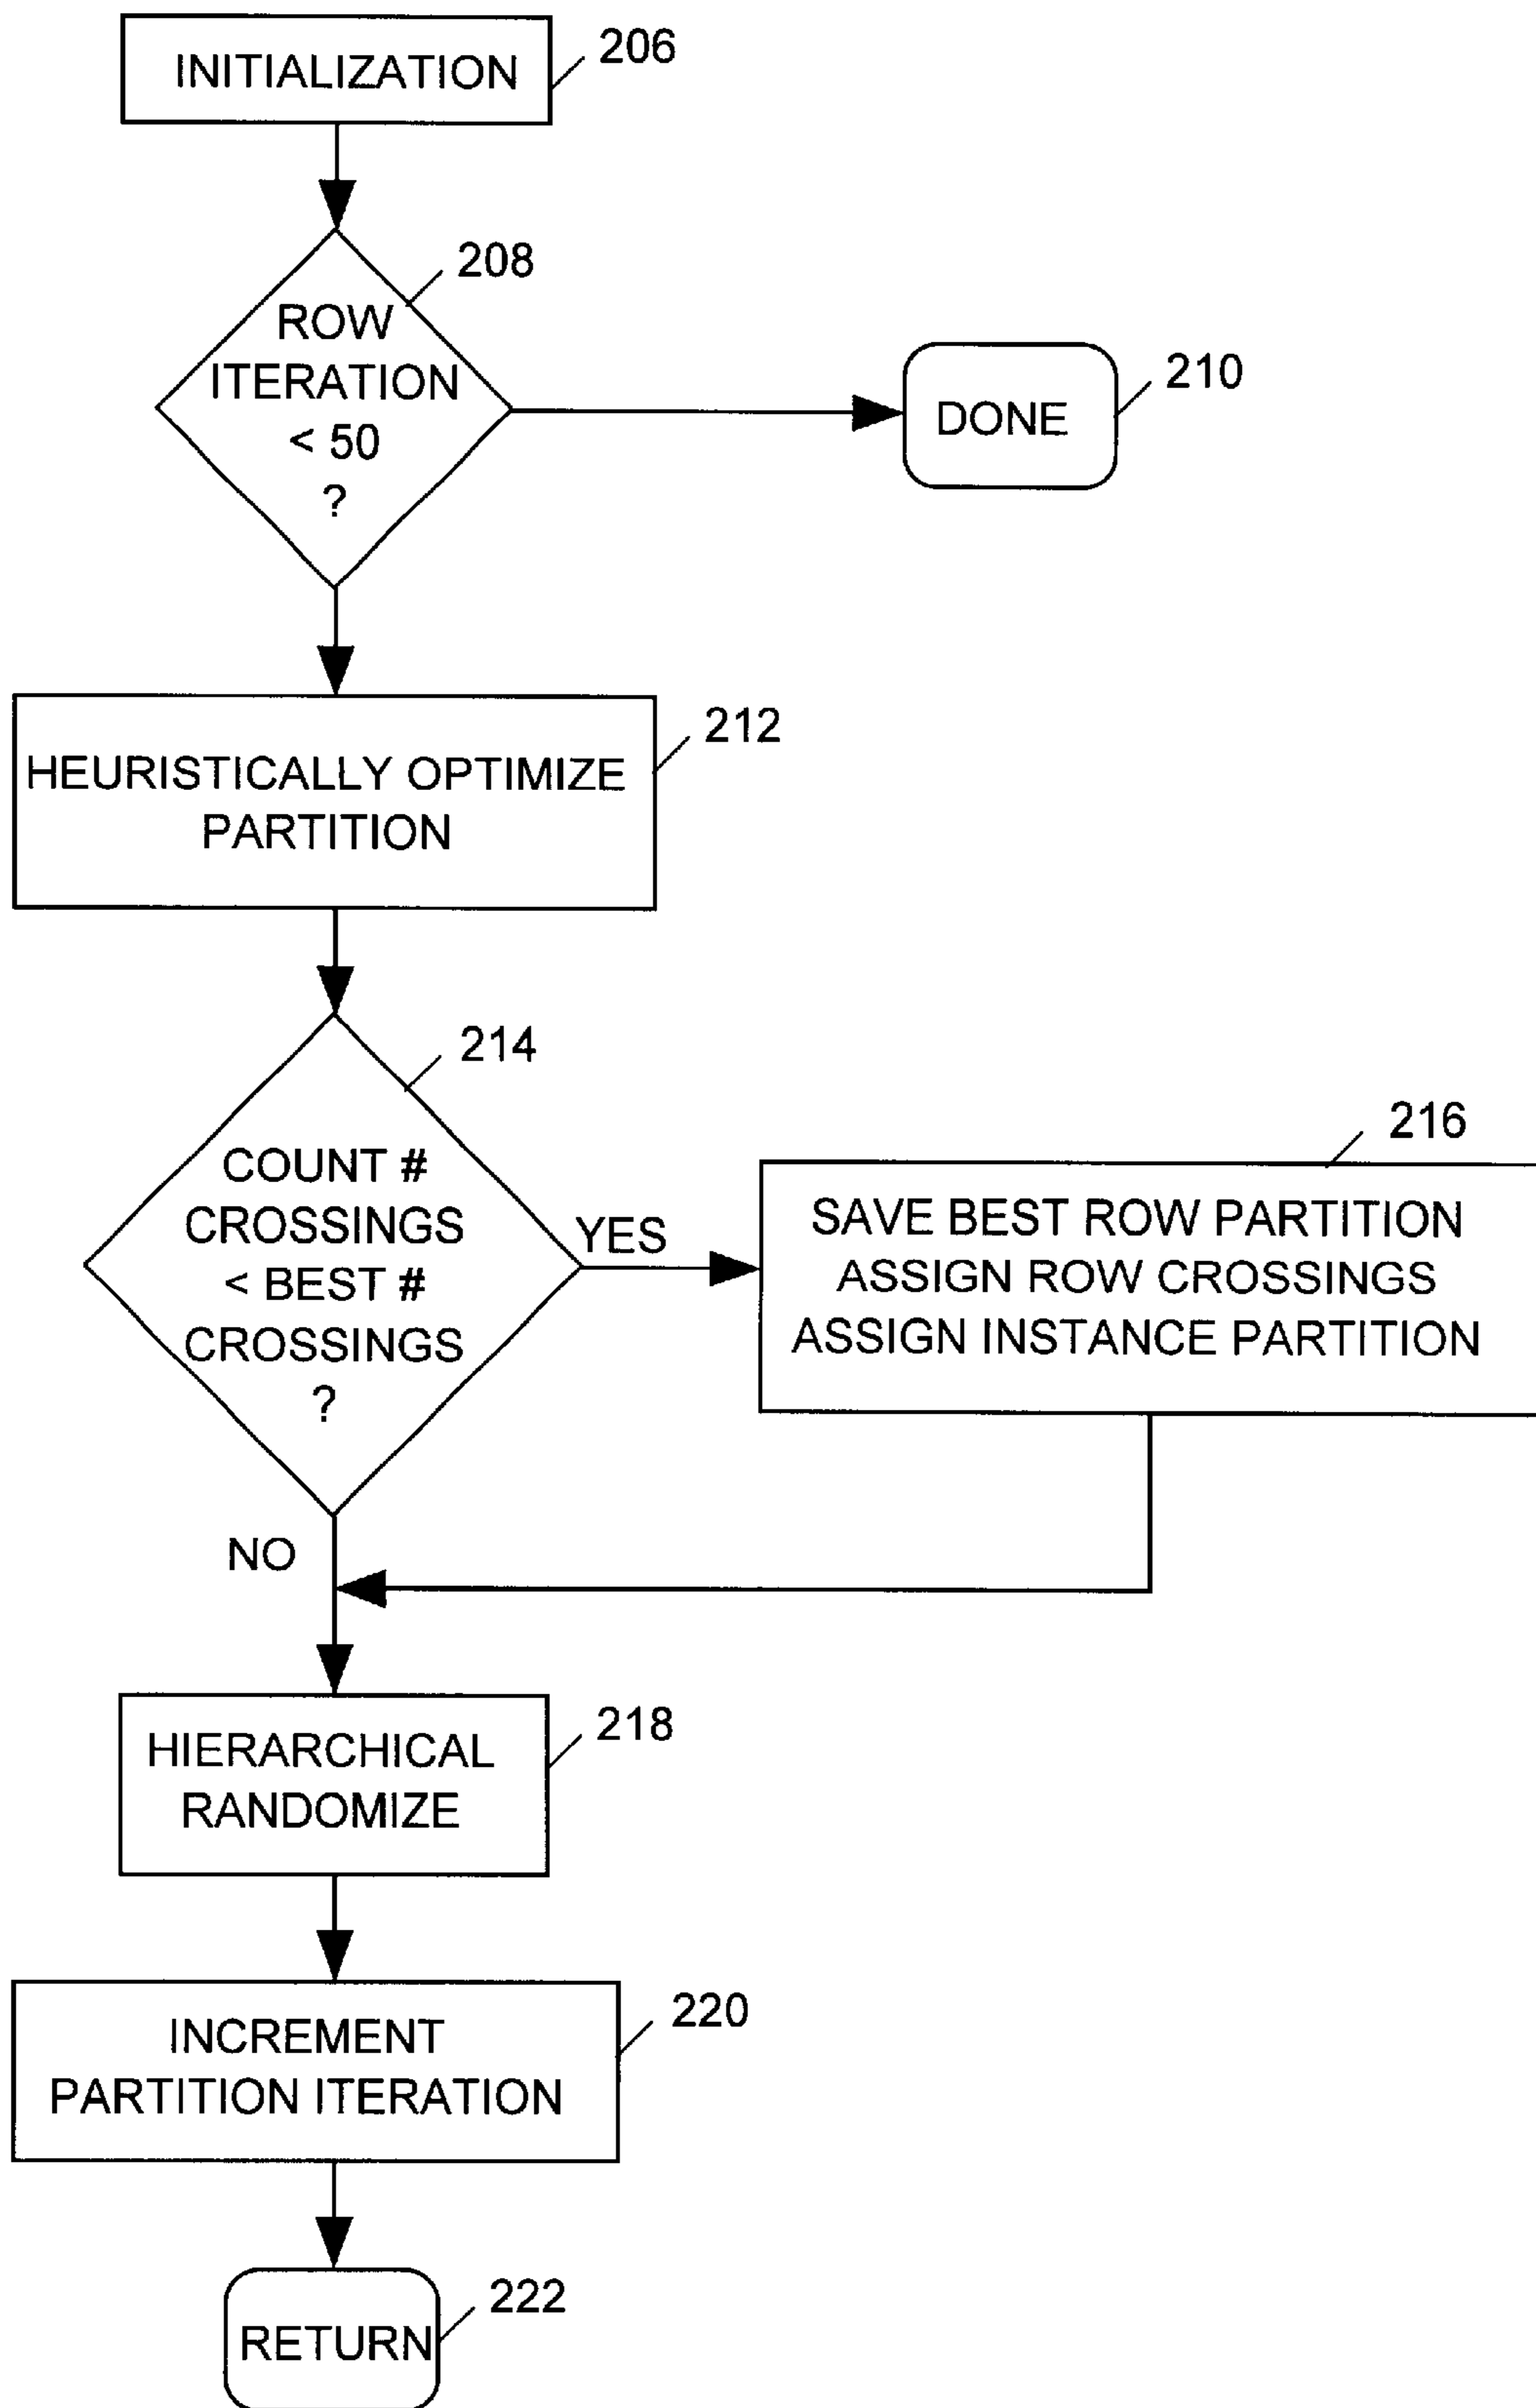 INITIALIZATION
206
208
ROW
ITERATION
< 50
?
DONE
210
HEURISTICALLY OPTIMIZE
PARTITION
212
214
COUNT #
CROSSINGS
< BEST #
CROSSINGS
?
YES
216
SAVE BEST ROW PARTITION
ASSIGN ROW CROSSINGS
ASSIGN INSTANCE PARTITION
NO
HIERARCHICAL
RANDOMIZE
218
INCREMENT
PARTITION ITERATION
220
RETURN
222